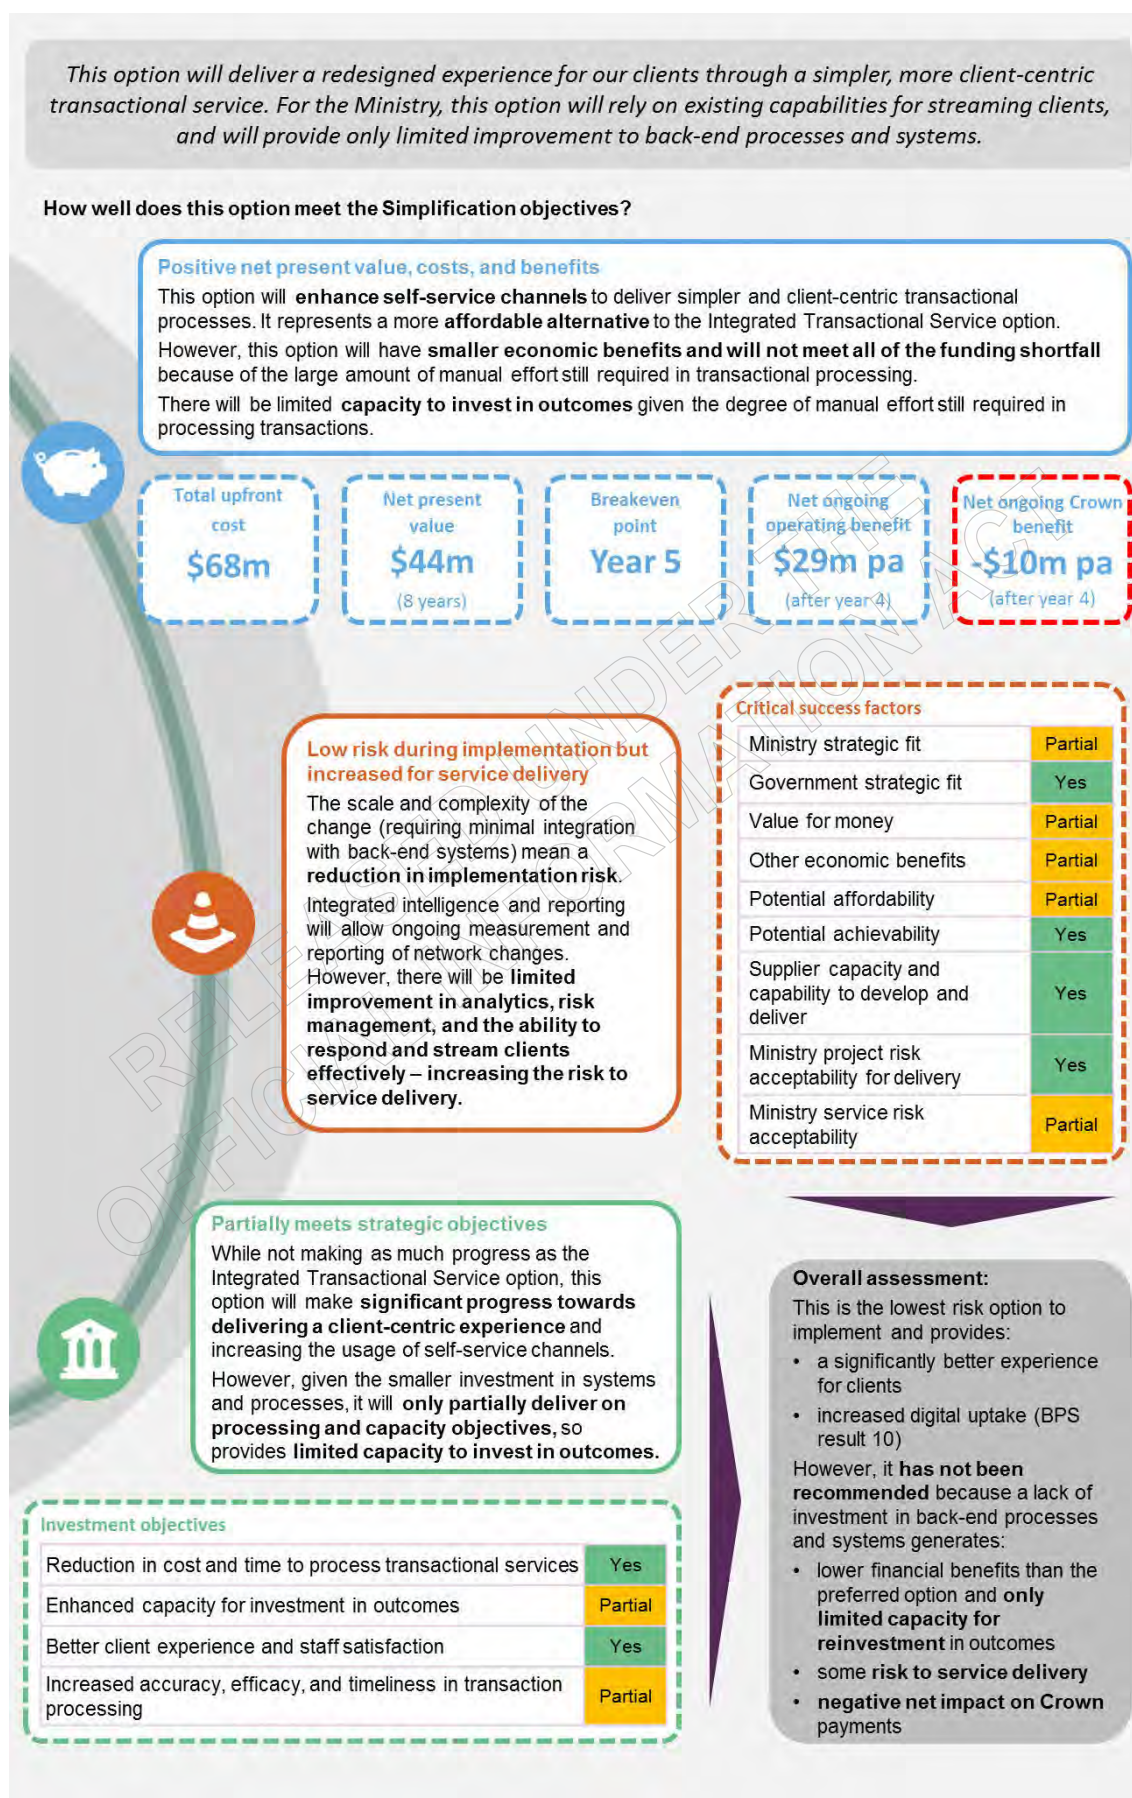 This option will deliver a redesigned experience for our clients through a simpler, more client-centric
transactional service. For the Ministry, this option will rely on existing capabilities for streaming clients,
and will provide only limited improvement to back-end processes and systems.
How well does this option meet the Simplification objectives?
Positive net present value, costs, and benefits
This option will enhance self-service channels to deliver simpler and client-centric transactional
processes. It represents a more affordable alternative to the Integrated Transactional Service option.
However, this option will have smaller economic benefits and will not meet all of the funding shortfall
because of the large amount of manual effort still required in transactional processing.
There will be limited capacity to invest in outcomes given the degree of manual effort still required in
processing transactions.
Total upfront
cost
$68m
Net present
value
$44m
(8 years)
Breakeven
point
Year 5
Net ongoing
operating benefit
$29m pa
(after year 4)
Net ongoing Crown
benefit
-$10m pa
(after year 4)
RELEASED UNDER THE
OFFICIAL INFORMATION ACT
Low risk during implementation but
increased for service delivery
The scale and complexity of the
change (requiring minimal integration
with back-end systems) mean a
reduction in implementation risk.
Integrated intelligence and reporting
will allow ongoing measurement and
reporting of network changes.
However, there will be limited
improvement in analytics, risk
management, and the ability to
respond and stream clients
effectively – increasing the risk to
service delivery.
Critical success factors
Ministry strategic fit Partial
Government strategic fit Yes
Value for money Partial
Other economic benefits Partial
Potential affordability Partial
Potential achievability Yes
Supplier capacity and
capability to develop and Yes
deliver
Ministry project risk
acceptability for delivery Yes
Ministry service risk
acceptability Partial
Partially meets strategic objectives
While not making as much progress as the
Integrated Transactional Service option, this
option will make significant progress towards
delivering a client-centric experience and
increasing the usage of self-service channels.
However, given the smaller investment in systems
and processes, it will only partially deliver on
processing and capacity objectives, so
provides limited capacity to invest in outcomes.
Investment objectives
Reduction in cost and time to process transactional services Yes
Enhanced capacity for investment in outcomes Partial
Better client experience and staff satisfaction Yes
Increased accuracy, efficacy, and timeliness in transaction
processing Partial
Overall assessment:
This is the lowest risk option to
implement and provides:
• a significantly better experience
for clients
• increased digital uptake (BPS
result 10)
However, it has not been
recommended because a lack of
investment in back-end processes
and systems generates:
• lower financial benefits than the
preferred option and only
limited capacity for
reinvestment in outcomes
• some risk to service delivery
• negative net impact on Crown
payments